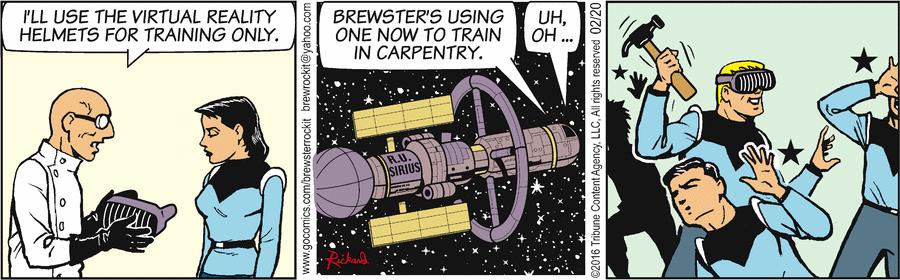 I'LL USE THE VIRTUAL REALITY
HELMETS FOR TRAINING ONLY.
www.gocomics.com/brewsterrockit brewrockit@yahoo.com
BREWSTER'S USING
ONE NOW TO TRAIN
IN CARPENTRY.
UH,
OH ...
R.U.
SIRIUS
Richard
©2016 Tribune Content Agency, LLC, All rights reserved 02/20